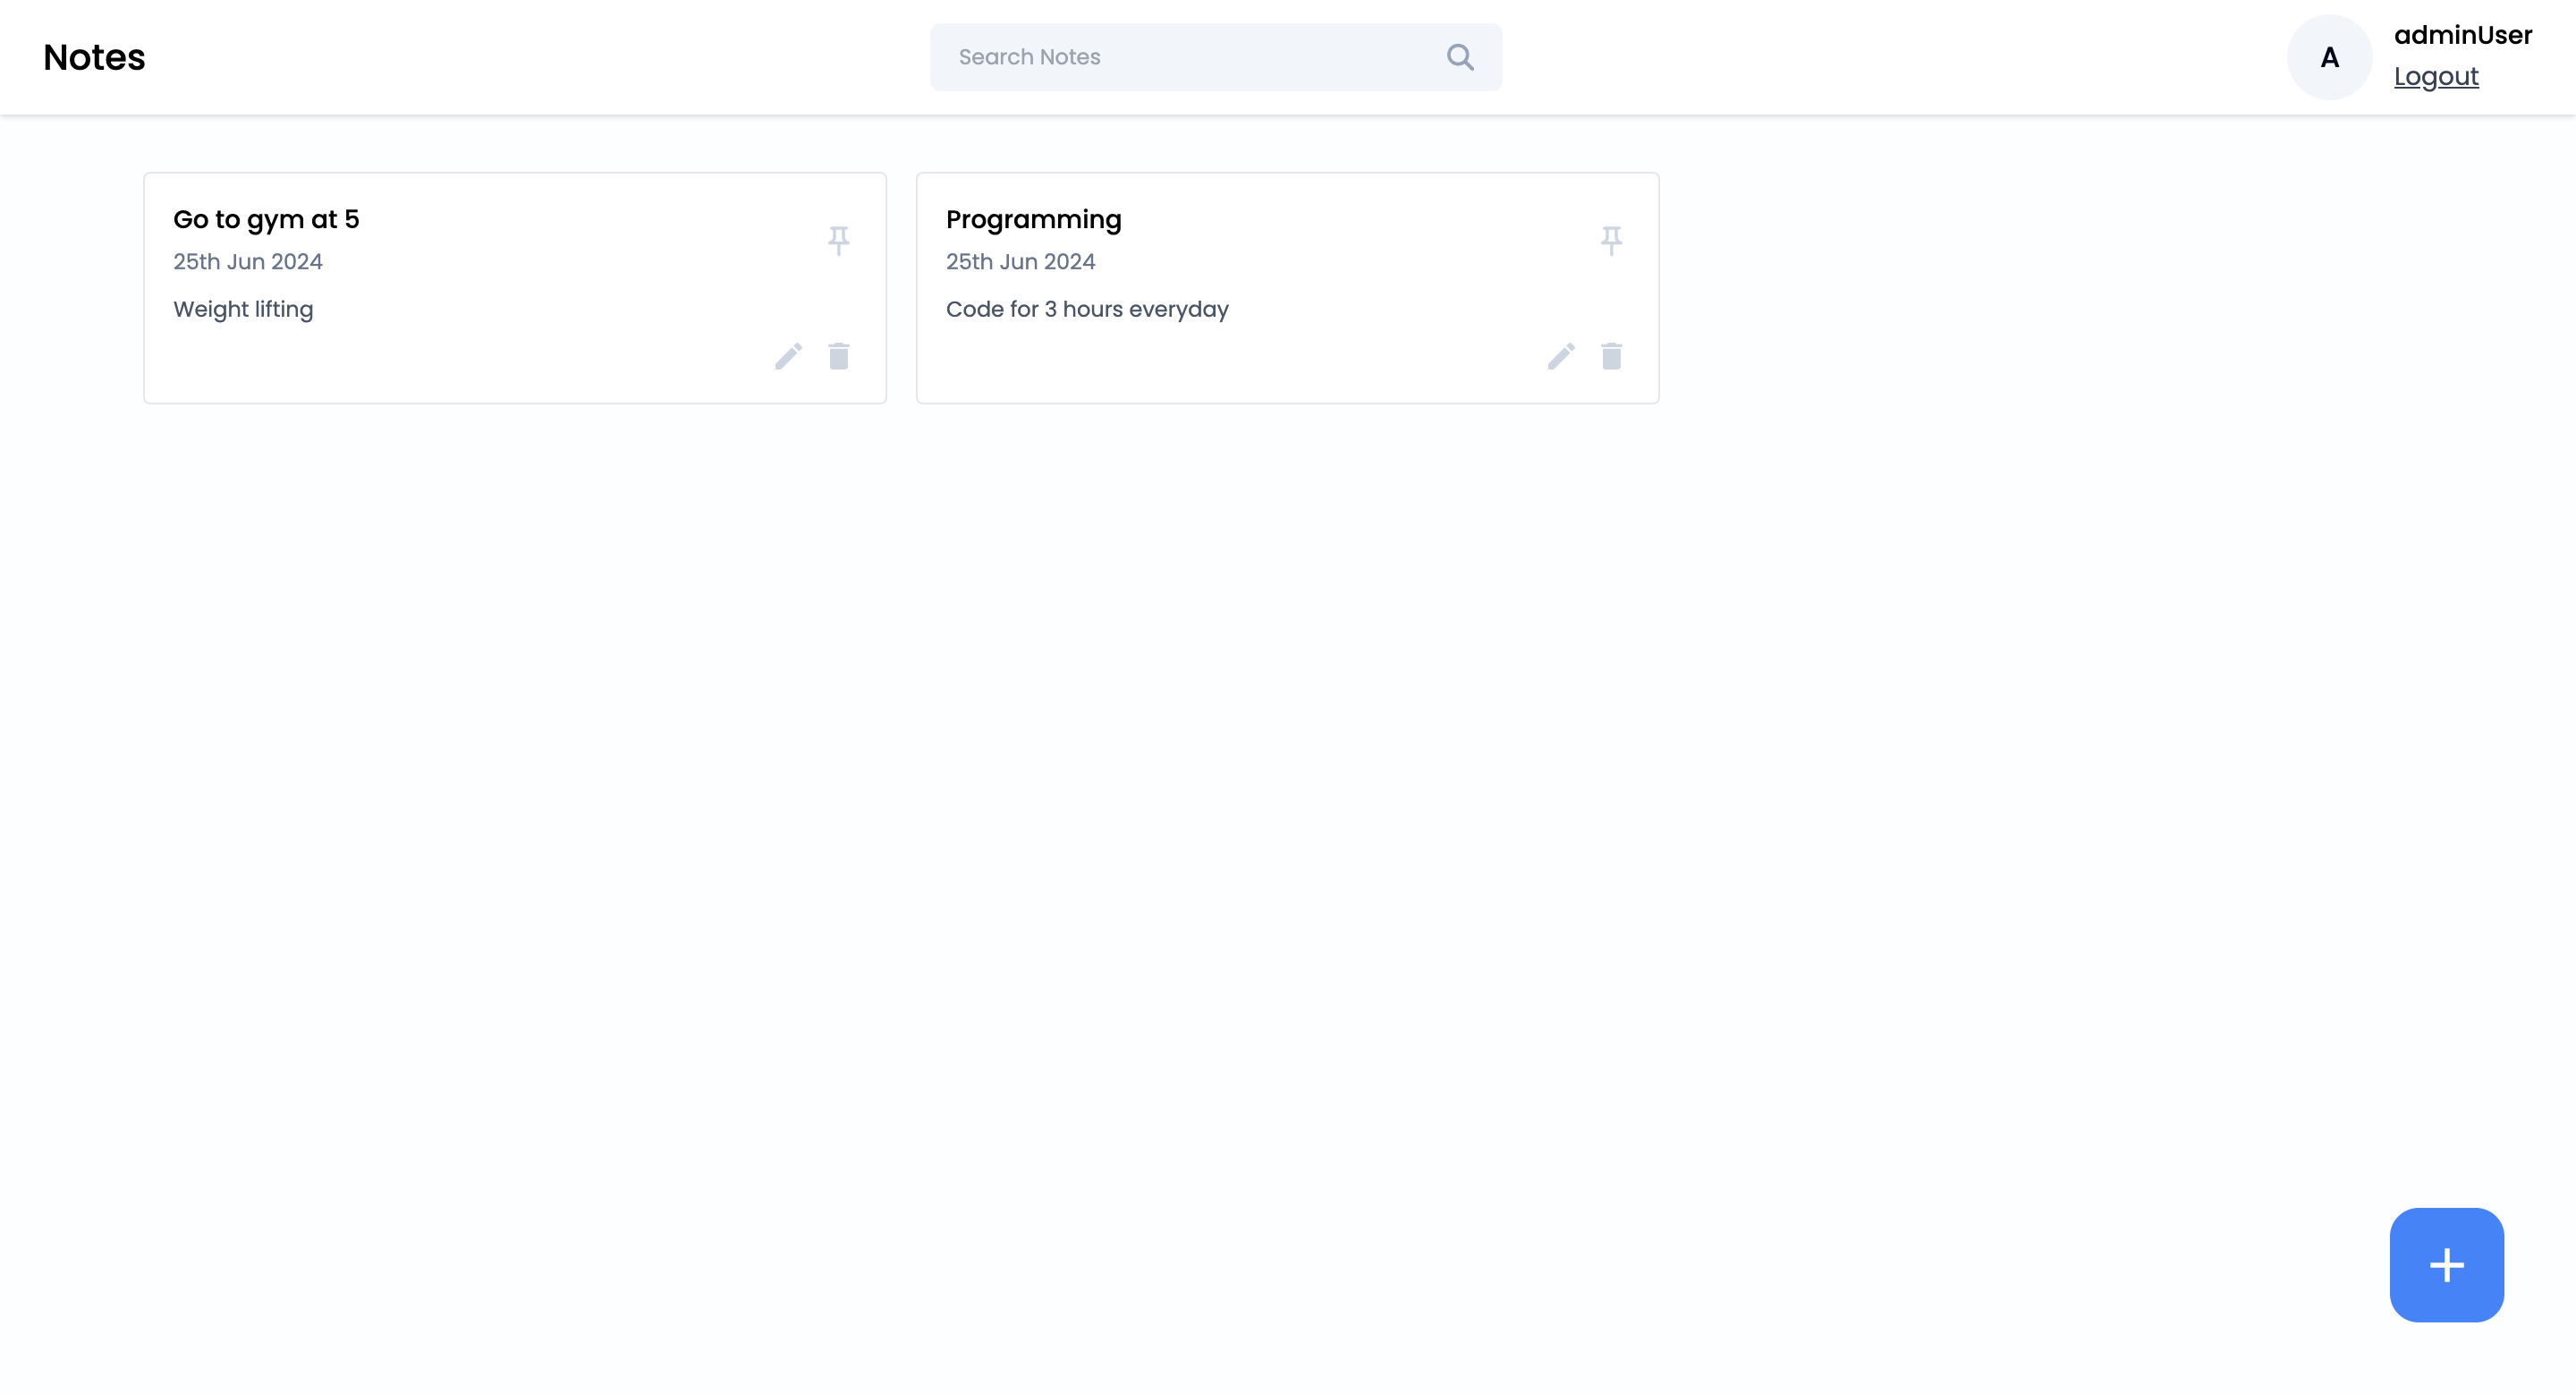 Notes
Search Notes
A
adminUser
Logout
Go to gym at 5
25th Jun 2024
Weight lifting
Programming
25th Jun 2024
Code for 3 hours everyday